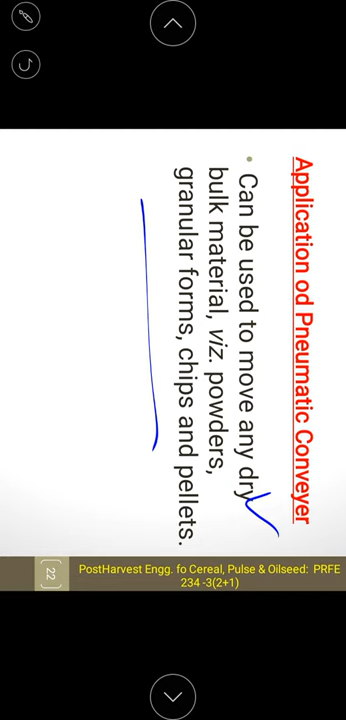 Application od Pneumatic Conveyer
• Can be used to move any dry
bulk material, viz. powders,
granular forms, chips and pellets.
PostHarvest Engg. fo Cereal, Pulse & Oilseed: PRFE
234 -3(2+1)
22